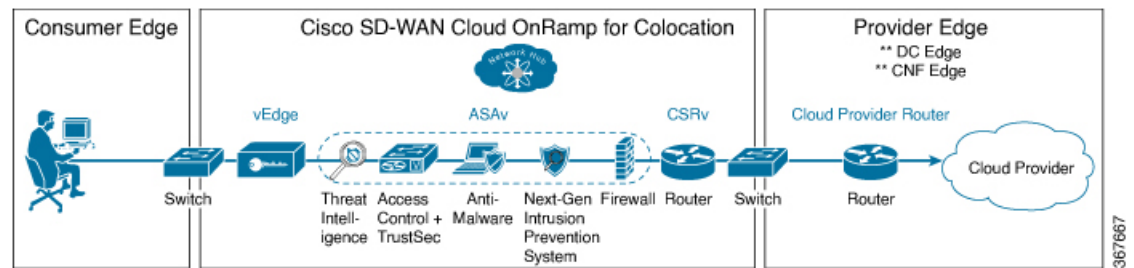 Consumer Edge
Cisco SD-WAN Cloud OnRamp for Colocation
Provider Edge
** DC Edge
** CNF Edge
Network Hub
vEdge
ASAv
CSRv
Cloud Provider Router
Cloud Provider
Switch
Threat
Intell-
igence
Access
Control +
TrustSec
Anti-
Malware
Next-Gen
Intrusion
Prevention
System
Firewall
Router
Switch
Router
367667